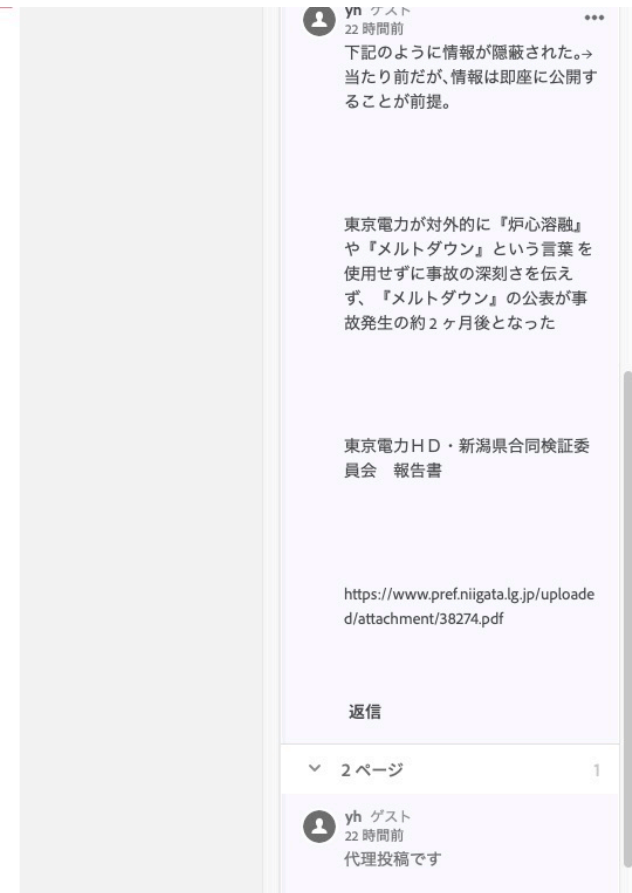 yh ゲスト
22 時間前
下記のように情報が隠蔽された。→
当たり前だが、情報は即座に公開す
ることが前提。
東京電力が対外的に『炉心溶融』
や『メルトダウン』という言葉 を
使用せずに事故の深刻さを伝え
ず、『メルトダウン』の公表が事
故発生の約 2 ヶ月後となった
東京電力ＨＤ・新潟県合同検証委
員会　報告書
https://www.pref.niigata.lg.jp/uploade
d/attachment/38274.pdf
返信
2 ページ 1
yh ゲスト
22 時間前
代理投稿です